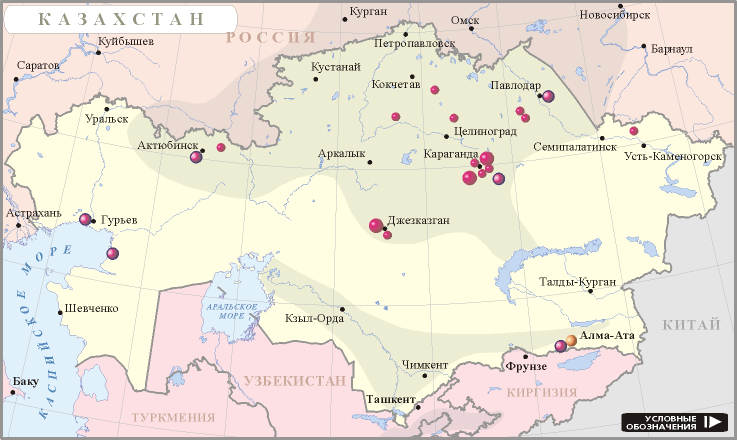 КАЗАХСТАН
Курган
Омск
Новосибирск
РОССИЯ
Куйбышев
Петропавловск
Барнаул
Саратов
Кустанай
Кокчетав
Павлодар
Уральск
Целиноград
Актюбинск
Семипалатинск
Аркалык
Караганда
Усть-Каменогорск
Астрахань
Гурьев
Джезказган
Талды-Курган
КАСПИЙСКОЕ МОРЕ
Шевченко
АРАЛЬСКОЕ
МОРЕ
Кзыл-Орда
КИТАЙ
Алма-Ата
Чимкент
Фрунзе
Баку
УЗБЕКИСТАН
КИРГИЗИЯ
Ташкент
ТУРКМЕНИЯ
УСЛОВНЫЕ
ОБОЗНАЧЕНИЯ